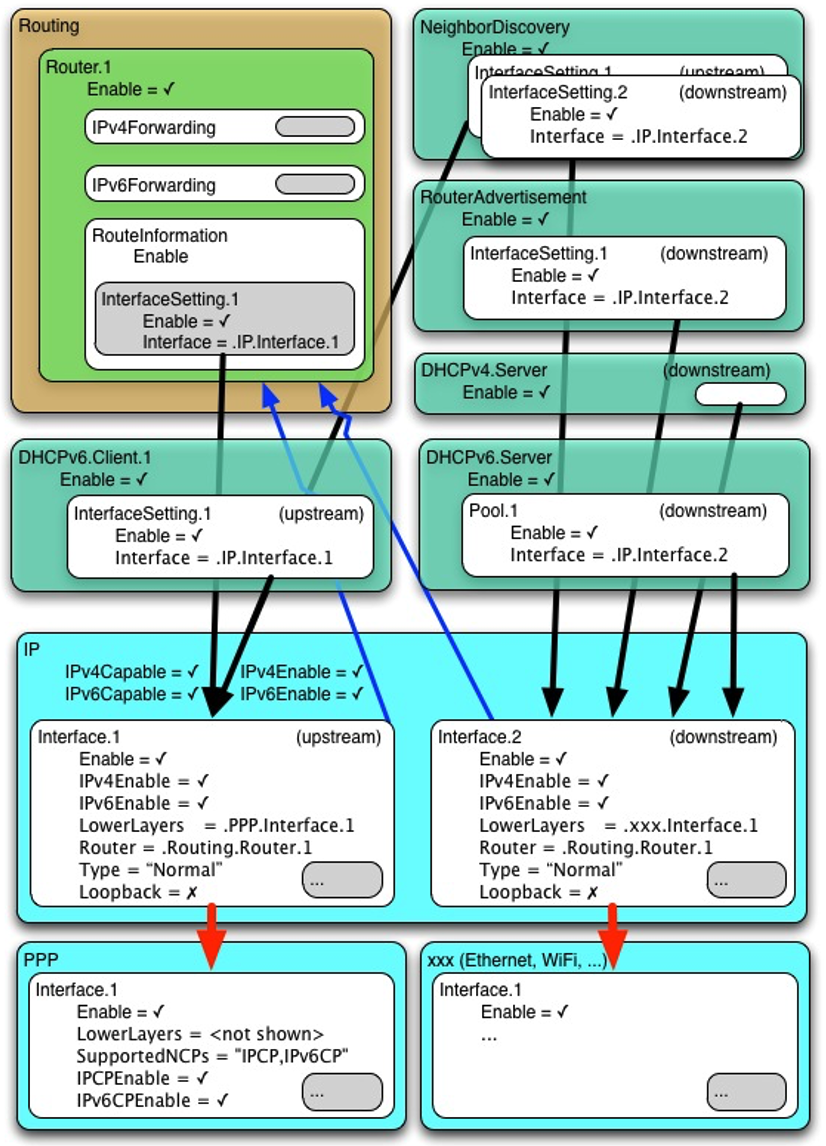 Routing
Router.1
Enable = ✓
IPv4Forwarding
IPv6Forwarding
RouteInformation
Enable
InterfaceSetting.1
Enable = ✓
Interface = .IP.Interface.1
NeighborDiscovery
Enable = ✓
InterfaceSetting.1 (upstream)
InterfaceSetting.2 (downstream)
Enable = ✓
Interface = .IP.Interface.2
RouterAdvertisement
Enable = ✓
InterfaceSetting.1 (downstream)
Enable = ✓
Interface = .IP.Interface.2
DHCPv4.Server (downstream)
Enable = ✓
DHCPv6.Client.1
Enable = ✓
InterfaceSetting.1 (upstream)
Enable = ✓
Interface = .IP.Interface.1
DHCPv6.Server
Enable = ✓
Pool.1 (downstream)
Enable = ✓
Interface = .IP.Interface.2
IP
IPv4Capable = ✓ IPv4Enable = ✓
IPv6Capable = ✓ IPv6Enable = ✓
Interface.1 (upstream)
Enable = ✓
IPv4Enable = ✓
IPv6Enable = ✓
LowerLayers = .PPP.Interface.1
Router = .Routing.Router.1
Type = “Normal”
Loopback = ✗
...
Interface.2 (downstream)
Enable = ✓
IPv4Enable = ✓
IPv6Enable = ✓
LowerLayers = .xxx.Interface.1
Router = .Routing.Router.1
Type = “Normal”
Loopback = ✗
...
PPP
Interface.1
Enable = ✓
LowerLayers = <not shown>
SupportedNCPs = "IPCP,IPv6CP"
IPCPEnable = ✓
IPv6CPEnable = ✓
...
xxx (Ethernet, WiFi, ...)
Interface.1
Enable = ✓
...
...